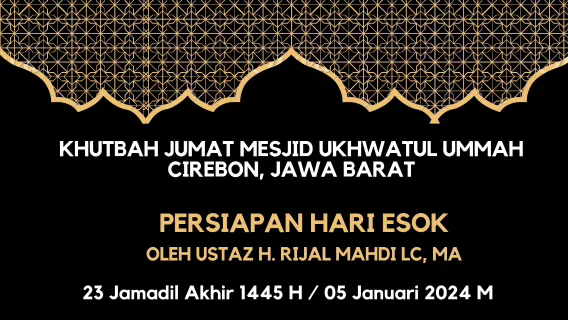 KHUTBAH JUMAT MESJID UKHWATUL UMMAH
CIREBON, JAWA BARAT
PERSIAPAN HARI ESOK
OLEH USTAZ H. RIJAL MAHDI LC, MA
23 Jamadil Akhir 1445 H / 05 Januari 2024 M